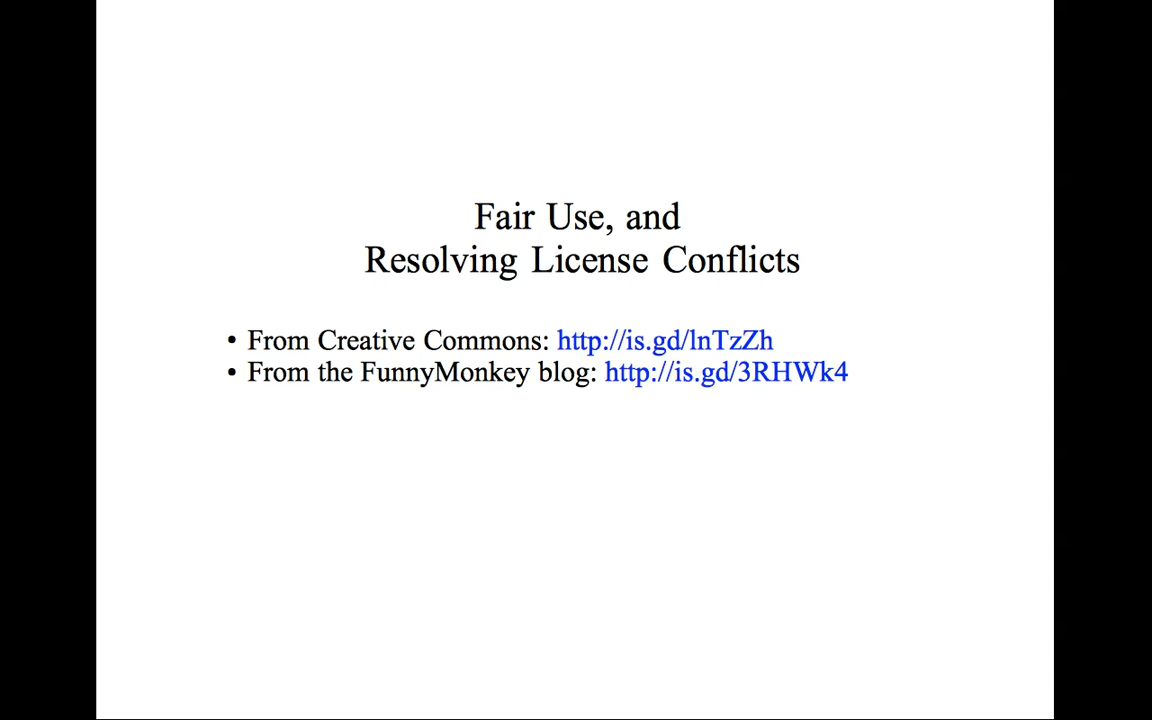 Fair Use, and
Resolving License Conflicts
• From Creative Commons: http://is.gd/lnTzZh
• From the FunnyMonkey blog: http://is.gd/3RHWk4